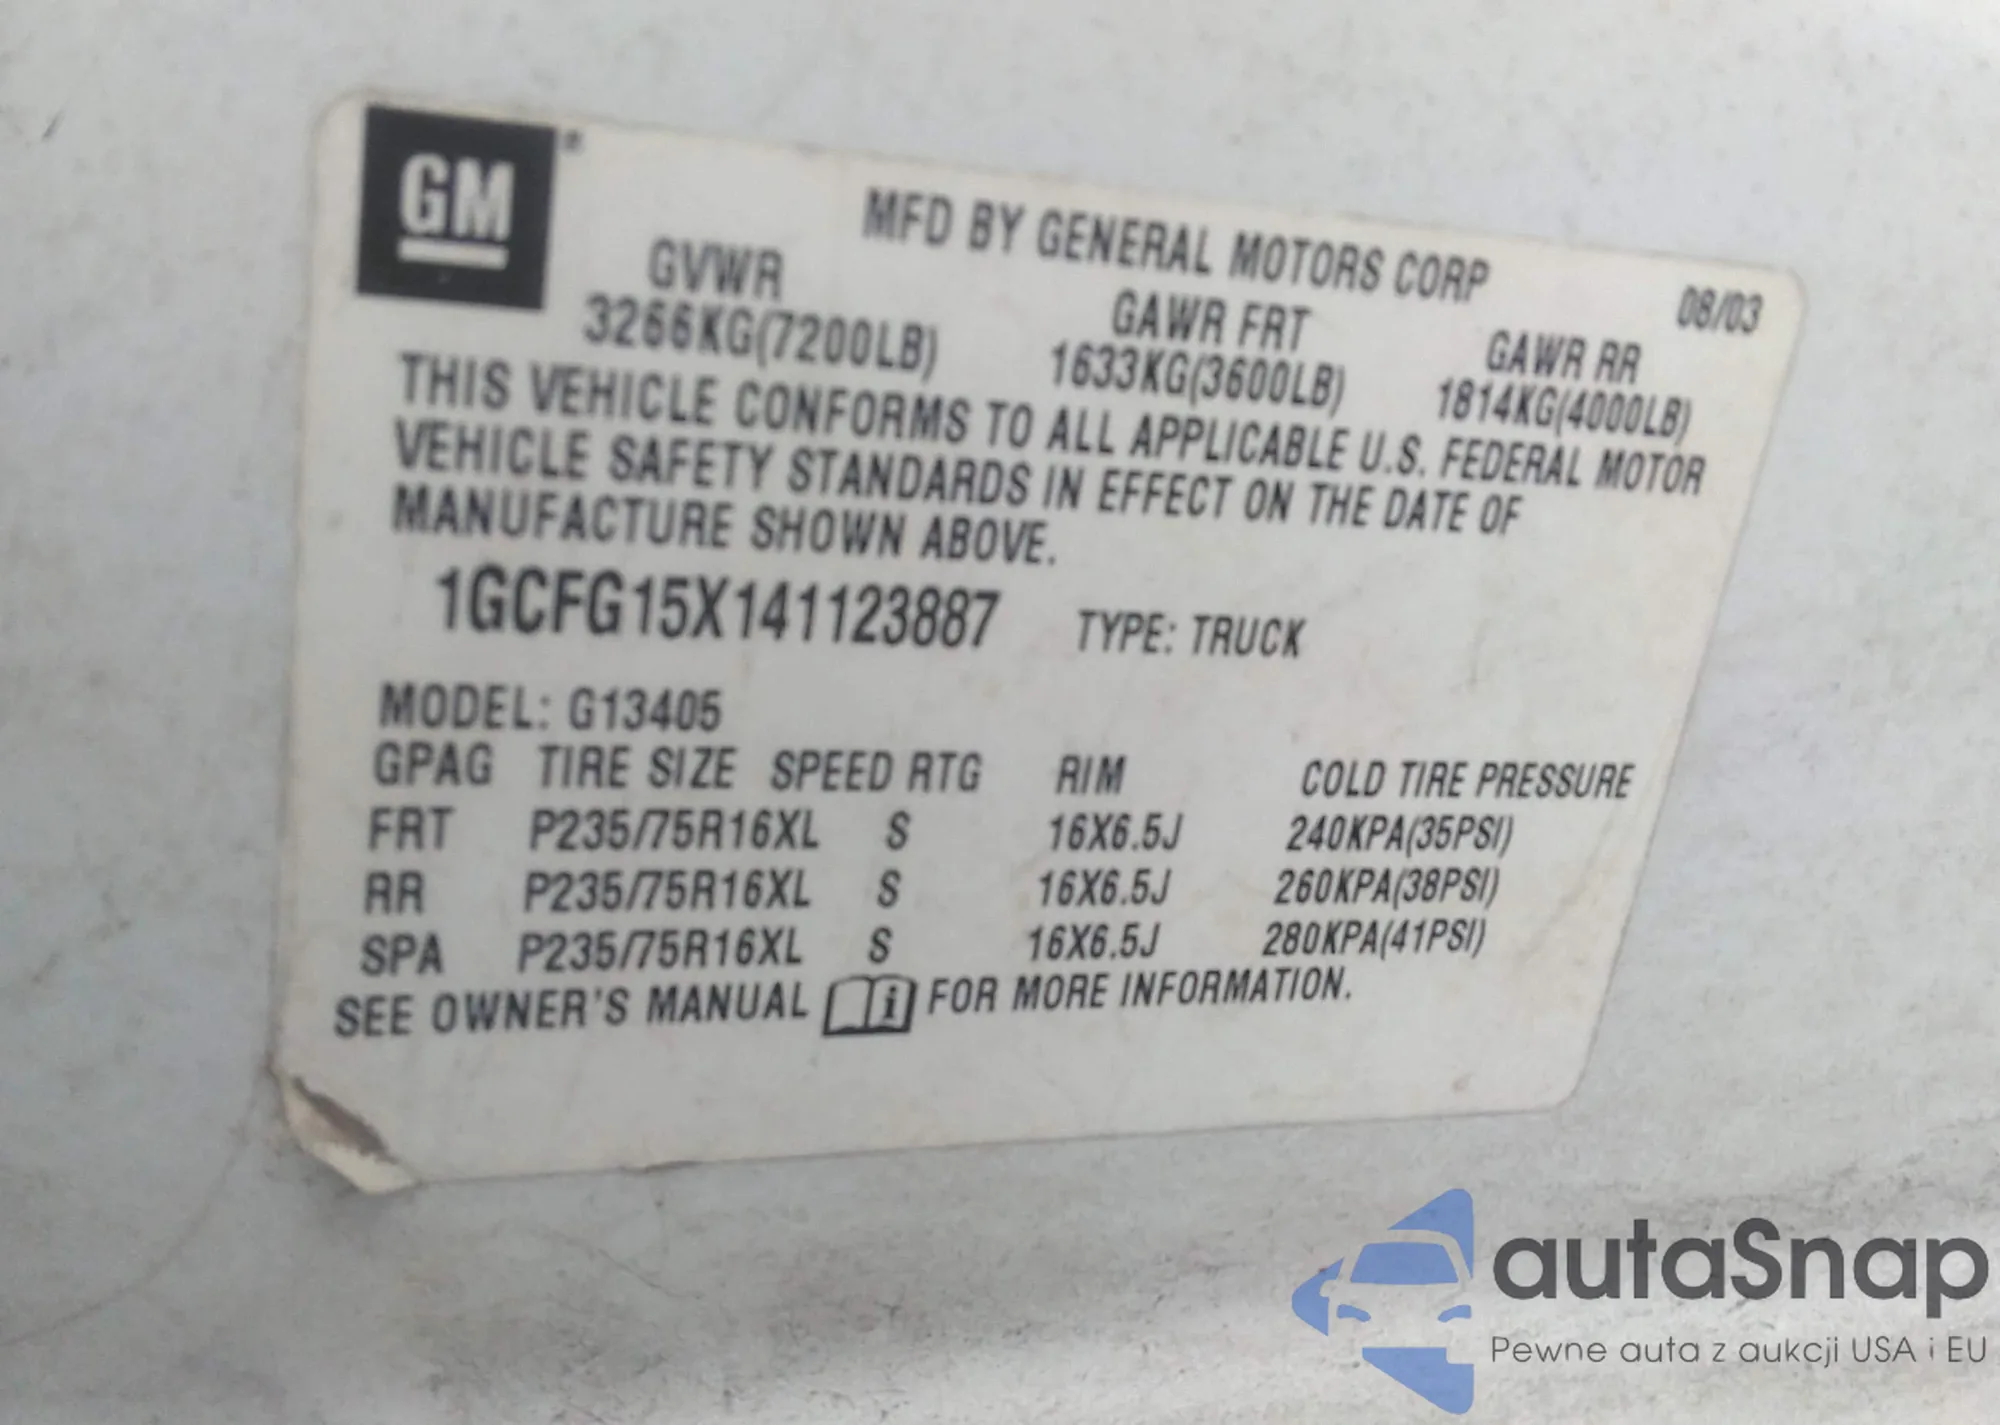 GM®
MFD BY GENERAL MOTORS CORP
08/03
GVWR GAWR FRT GAWR RR
3266KG(7200LB) 1633KG(3600LB) 1814KG(4000LB)
THIS VEHICLE CONFORMS TO ALL APPLICABLE U.S. FEDERAL MOTOR
VEHICLE SAFETY STANDARDS IN EFFECT ON THE DATE OF
MANUFACTURE SHOWN ABOVE.
1GCFG15X141123887 TYPE: TRUCK
MODEL: G13405
GPAG TIRE SIZE SPEED RTG RIM COLD TIRE PRESSURE
FRT P235/75R16XL S 16X6.5J 240KPA(35PSI)
RR P235/75R16XL S 16X6.5J 260KPA(38PSI)
SPA P235/75R16XL S 16X6.5J 280KPA(41PSI)
SEE OWNER'S MANUAL i FOR MORE INFORMATION.
autaSnap
Pewne auta z aukcji USA i EU